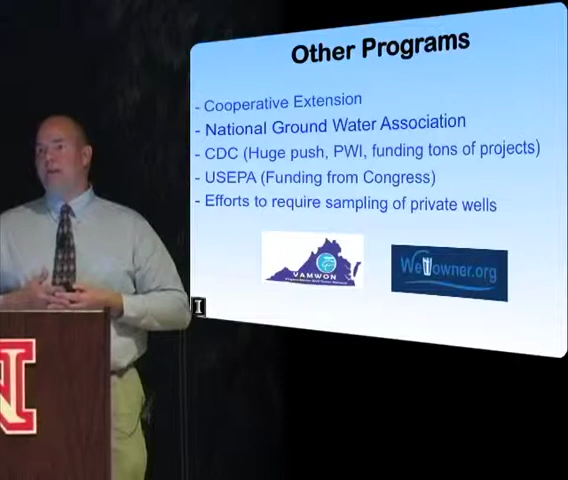 Other Programs
- Cooperative Extension
- National Ground Water Association
- CDC (Huge push, PWI, funding tons of projects)
- USEPA (Funding from Congress)
- Efforts to require sampling of private wells
VAMWON
Wellowner.org
N